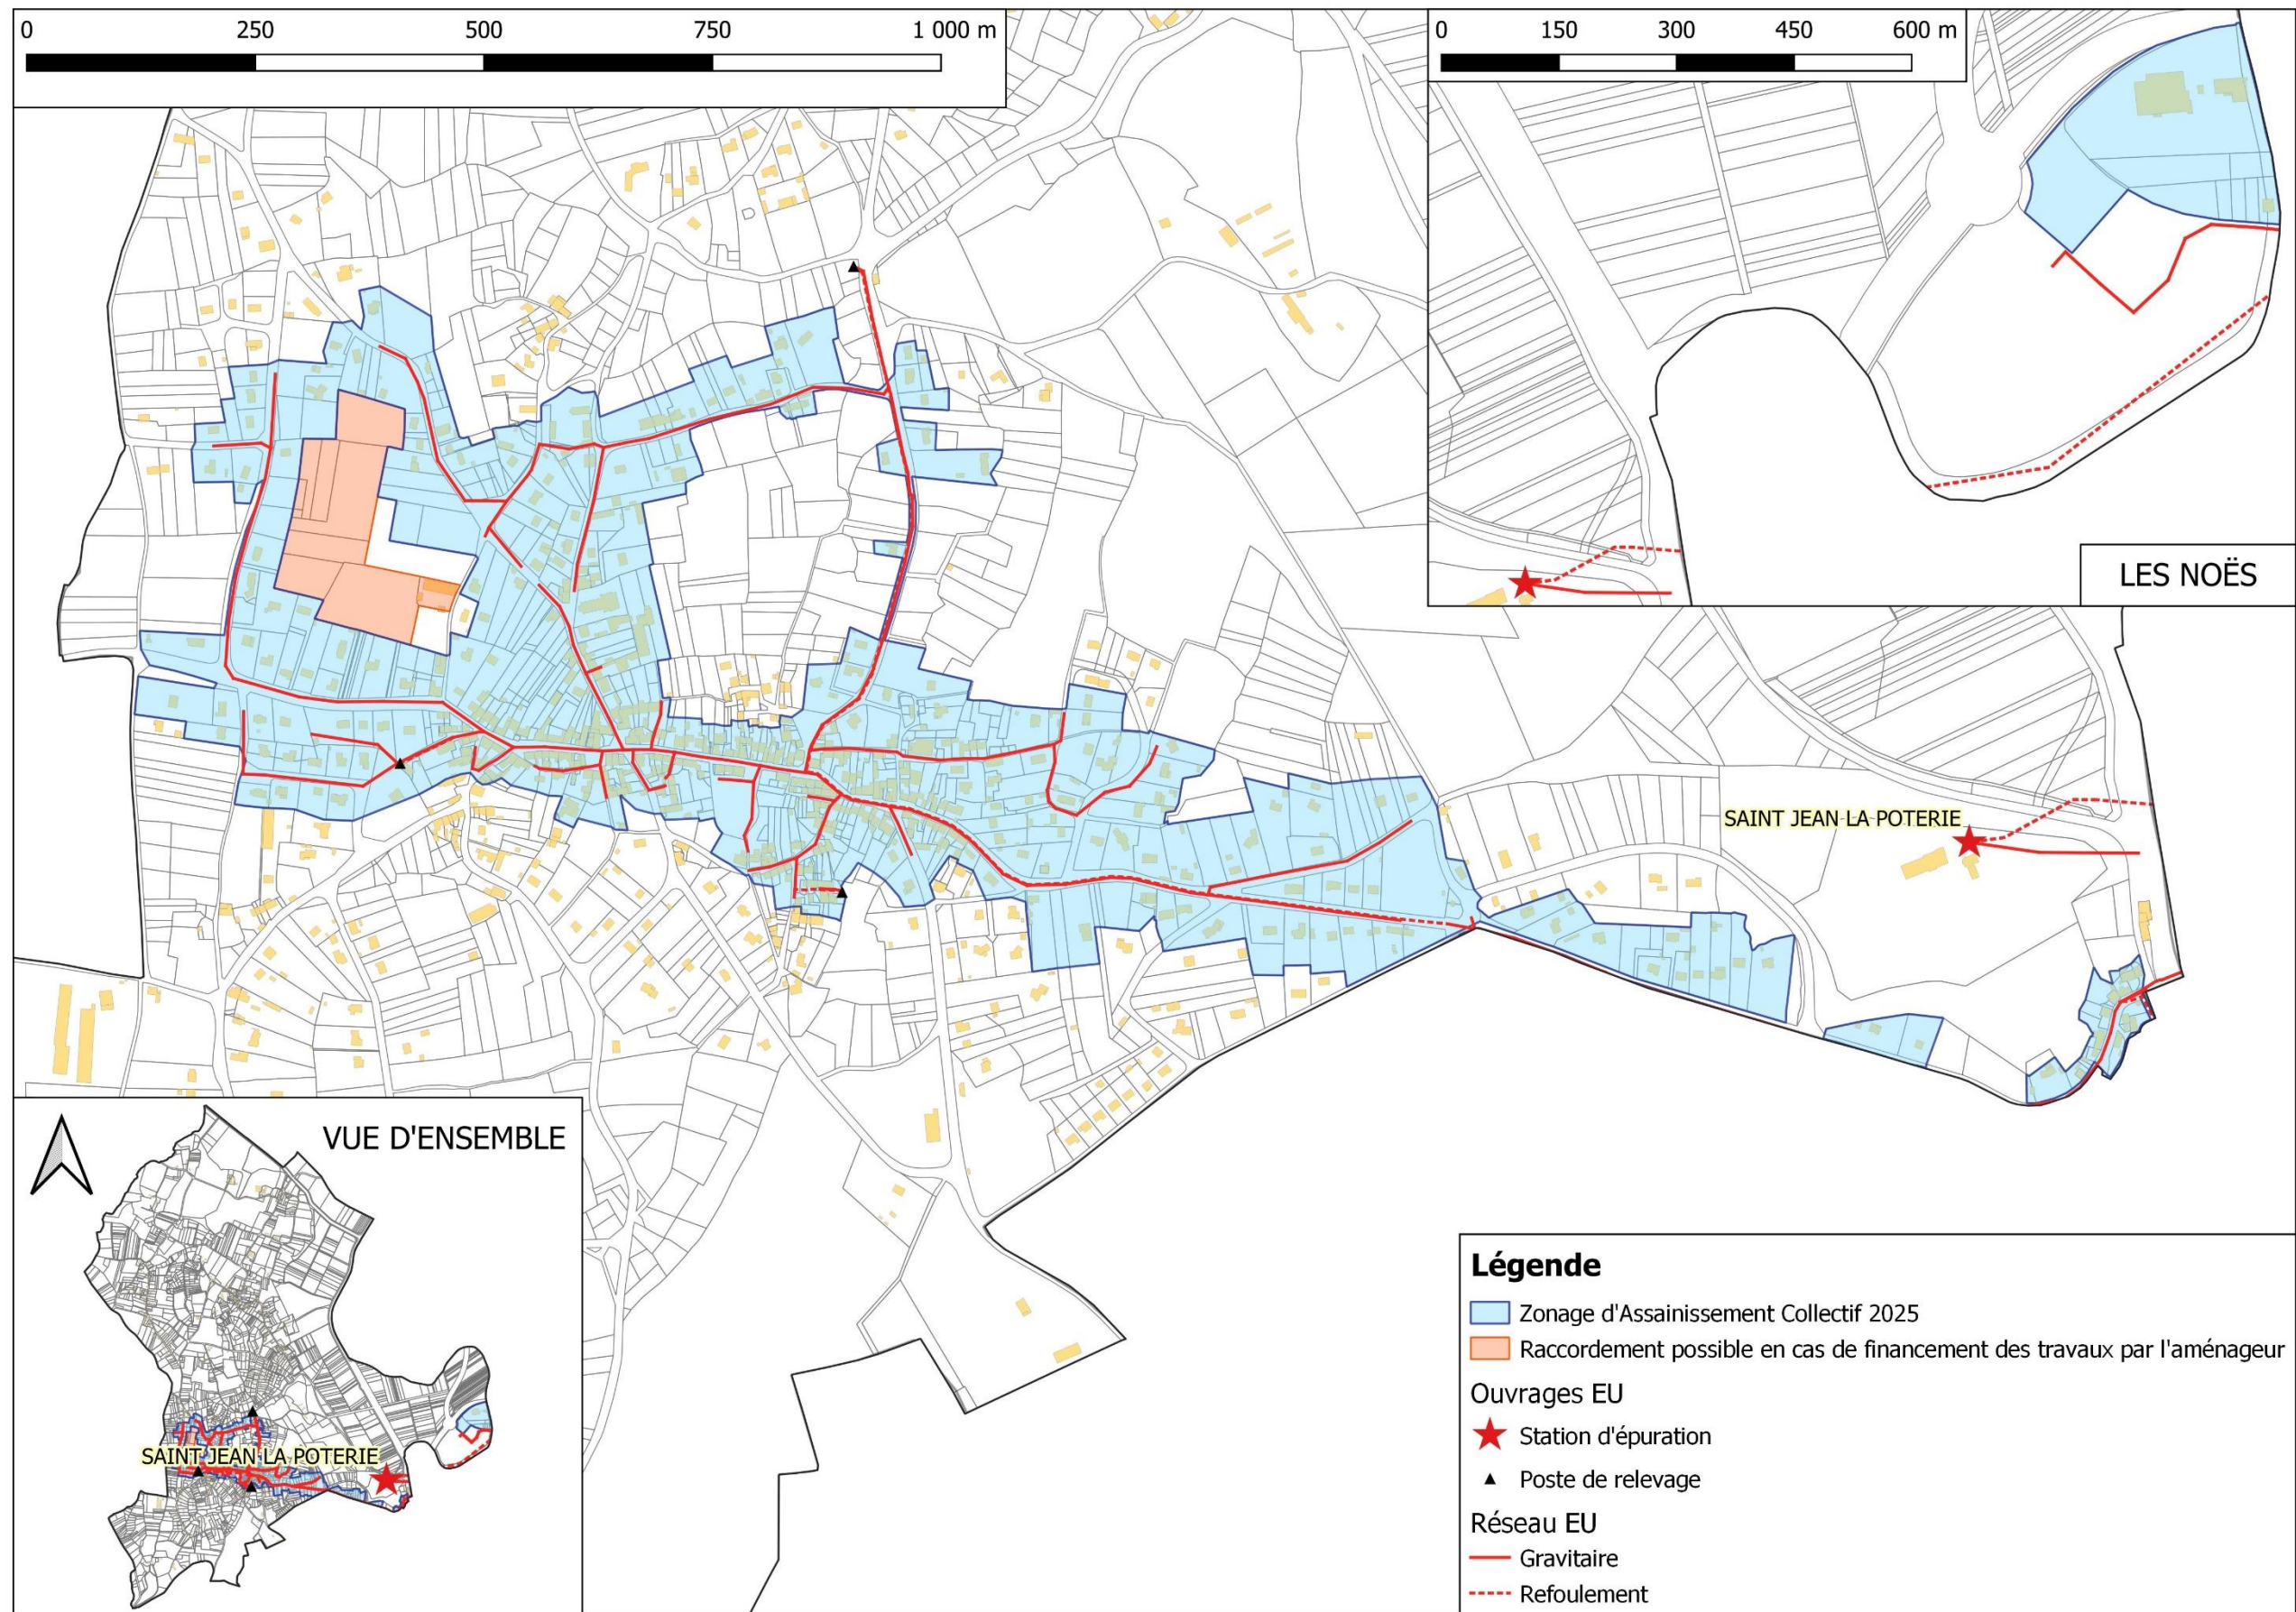 0 250 500 750 1 000 m
0 150 300 450 600 m
LES NOËS
SAINT JEAN LA POTERIE
VUE D'ENSEMBLE
SAINT JEAN LA POTERIE
Légende
Zonage d'Assainissement Collectif 2025
Raccordement possible en cas de financement des travaux par l'aménageur
Ouvrages EU
Station d'épuration
Poste de relevage
Réseau EU
Gravitaire
Refoulement